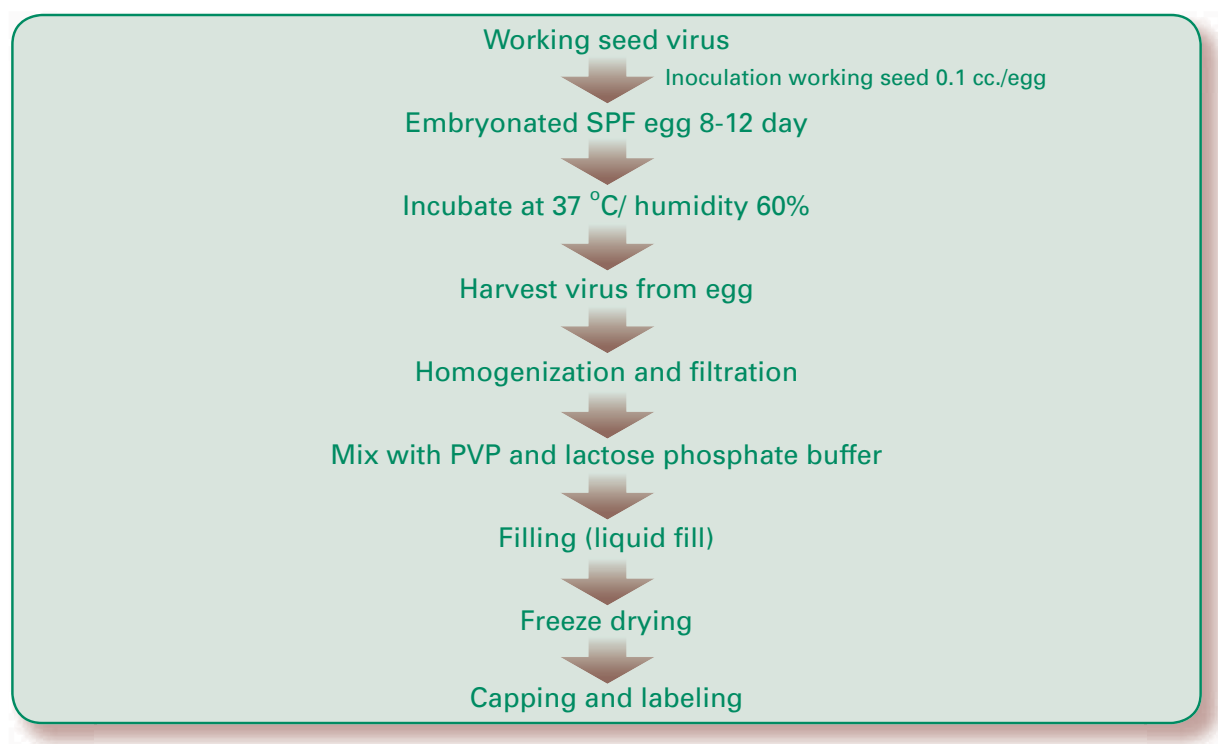 Working seed virus
Inoculation working seed 0.1 cc./egg
Embryonated SPF egg 8-12 day
Incubate at 37 °C/ humidity 60%
Harvest virus from egg
Homogenization and filtration
Mix with PVP and lactose phosphate buffer
Filling (liquid fill)
Freeze drying
Capping and labeling